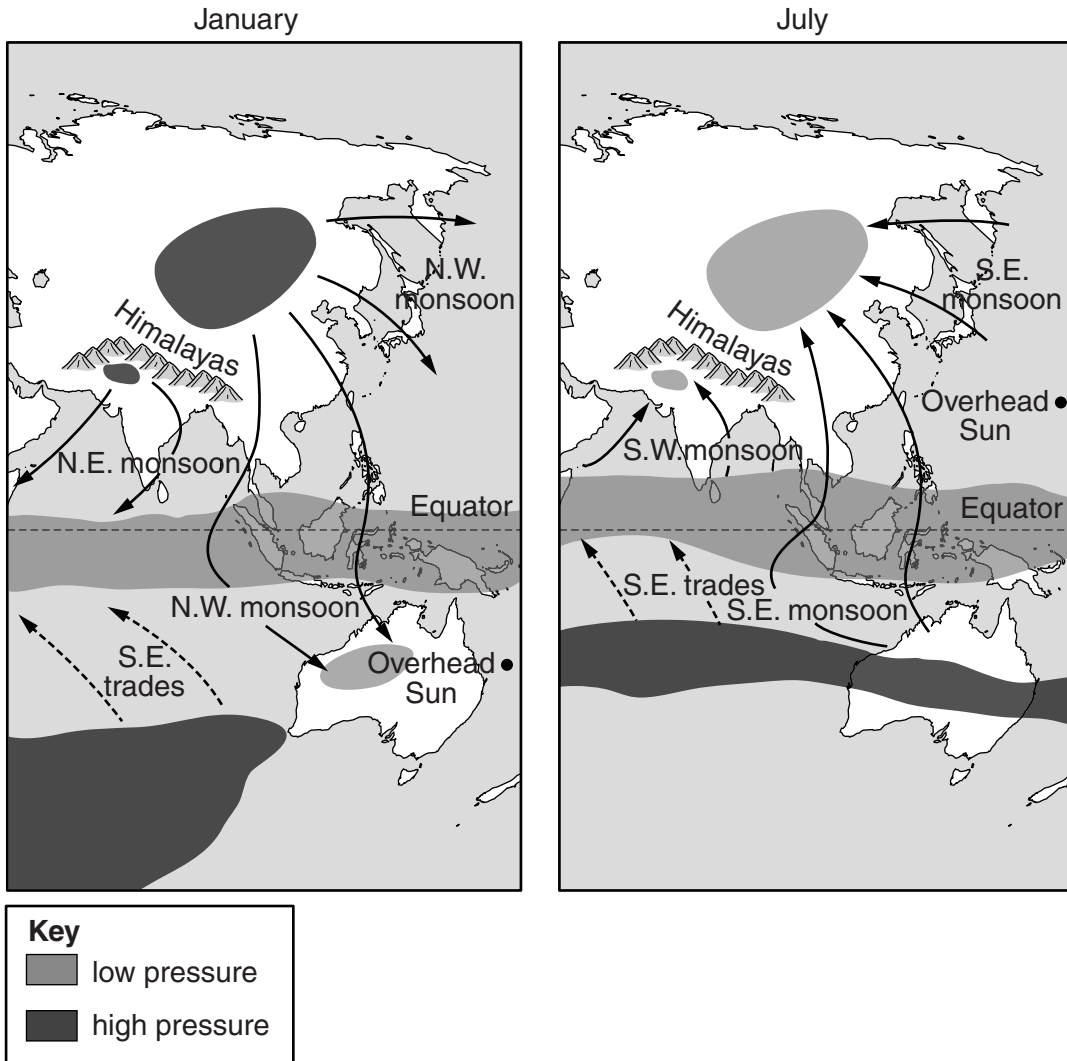 January
N.W.
monsoon
Himalayas
N.E. monsoon
Equator
N.W. monsoon
S.E.
trades
Overhead
Sun
July
S.E.
monsoon
Himalayas
Overhead
Sun
S.W. monsoon
Equator
S.E. trades
S.E. monsoon
Key
low pressure
high pressure